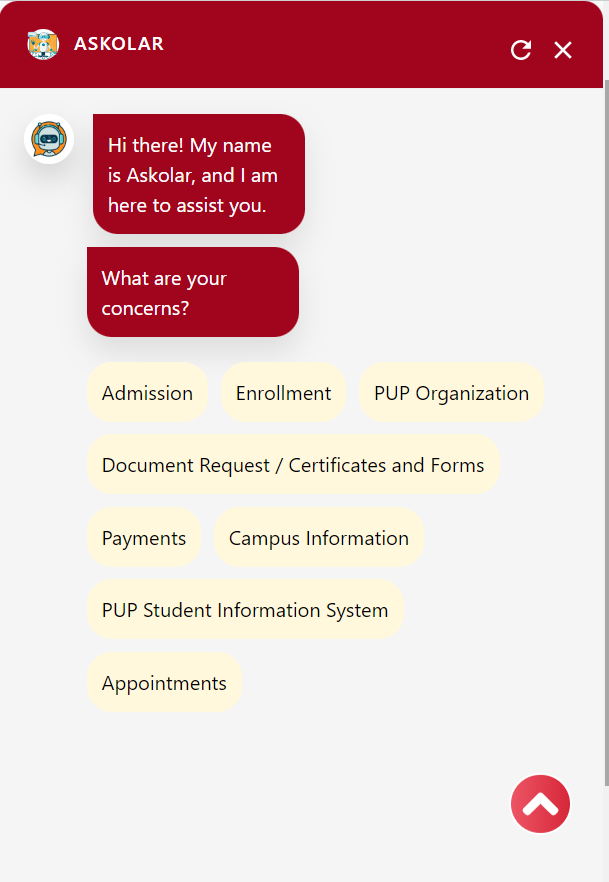 ASKOLAR
Hi there! My name
is Askolar, and I am
here to assist you.
What are your
concerns?
Admission Enrollment PUP Organization
Document Request / Certificates and Forms
Payments Campus Information
PUP Student Information System
Appointments